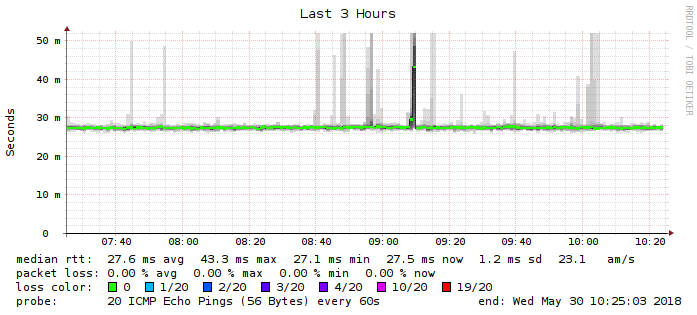 Last 3 Hours
RRDTOOL / TOBI OETIKER
Seconds
50 m
40 m
30 m
20 m
10 m
0
07:40 08:00 08:20 08:40 09:00 09:20 09:40 10:00 10:20
median rtt: 27.6 ms avg 43.3 ms max 27.1 ms min 27.5 ms now 1.2 ms sd 23.1 am/s
packet loss: 0.00 % avg 0.00 % max 0.00 % min 0.00 % now
loss color: 0 1/20 2/20 3/20 4/20 10/20 19/20
probe: 20 ICMP Echo Pings (56 Bytes) every 60s end: Wed May 30 10:25:03 2018